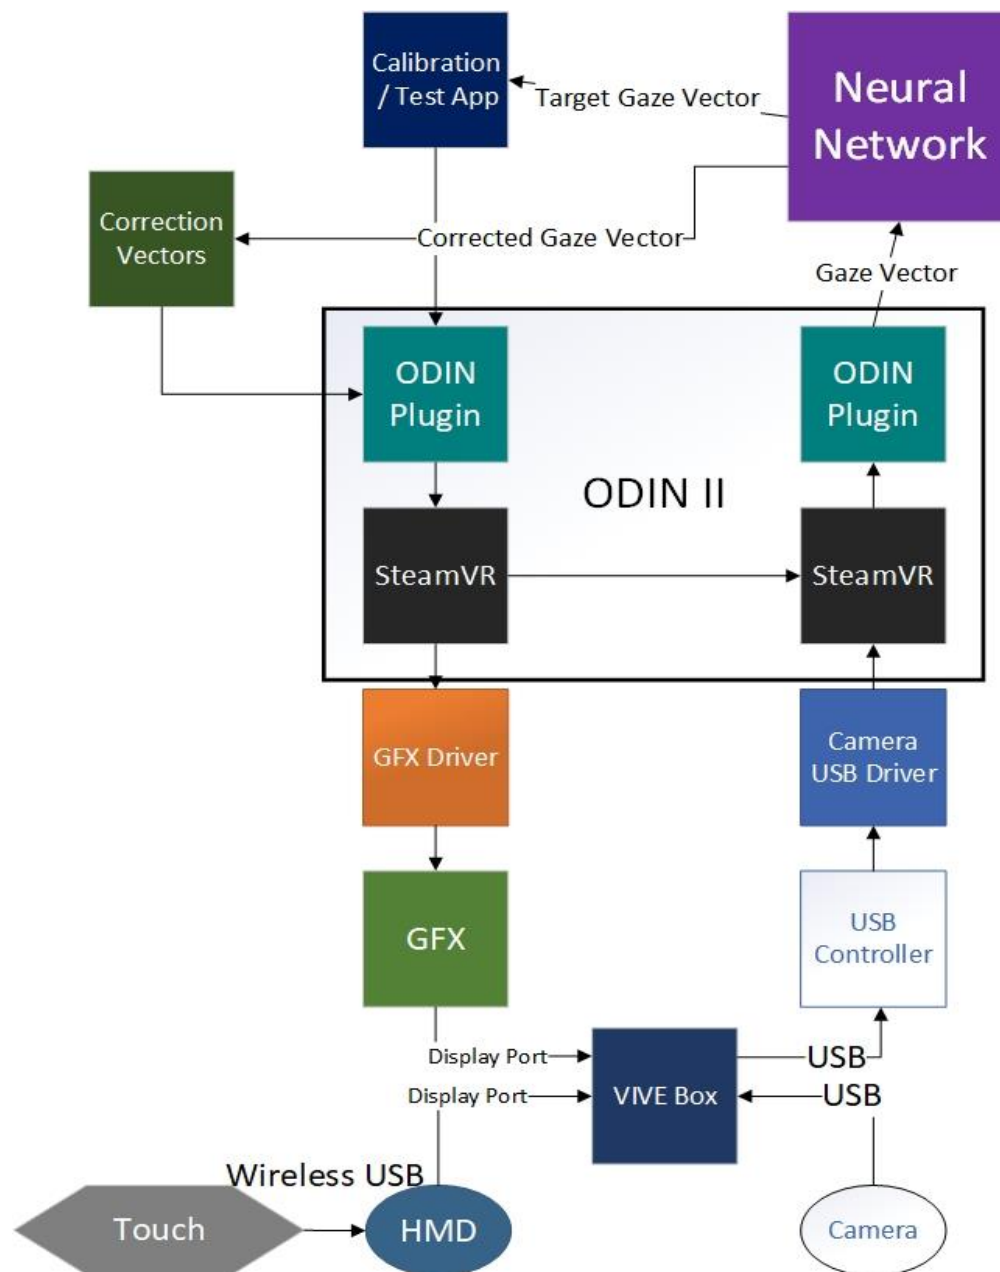 Calibration
/ Test App
Target Gaze Vector
Neural
Network
Correction
Vectors
Corrected Gaze Vector
Gaze Vector
ODIN
Plugin
ODIN
Plugin
ODIN II
SteamVR
SteamVR
GFX Driver
Camera
USB Driver
GFX
USB
Controller
Display Port
VIVE Box
USB
Display Port
USB
Wireless USB
Touch
HMD
Camera